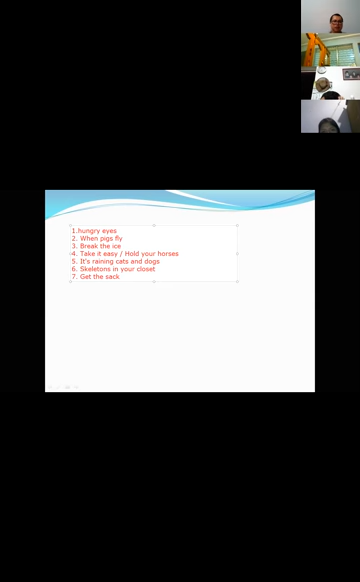 1.hungry eyes
2. When pigs fly
3. Break the ice
4. Take it easy / Hold your horses
5. It's raining cats and dogs
6. Skeletons in your closet
7. Get the sack